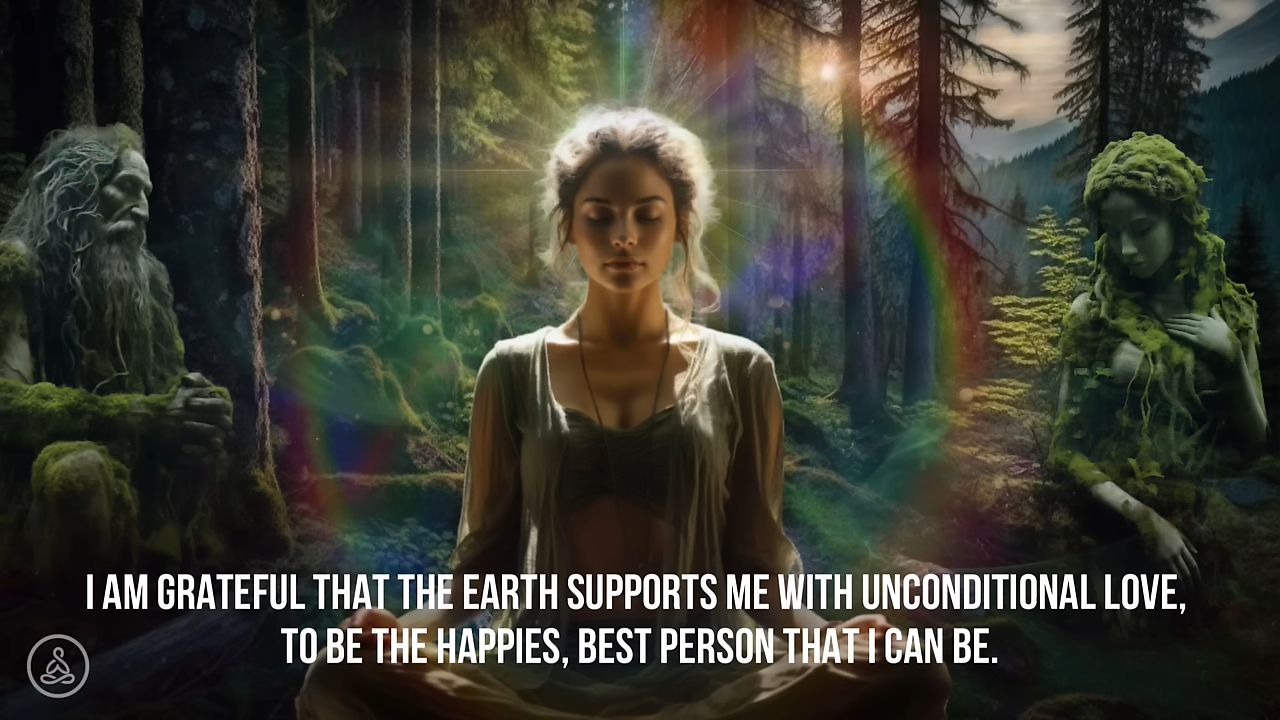 I AM GRATEFUL THAT THE EARTH SUPPORTS ME WITH UNCONDITIONAL LOVE,
TO BE THE HAPPIES, BEST PERSON THAT I CAN BE.